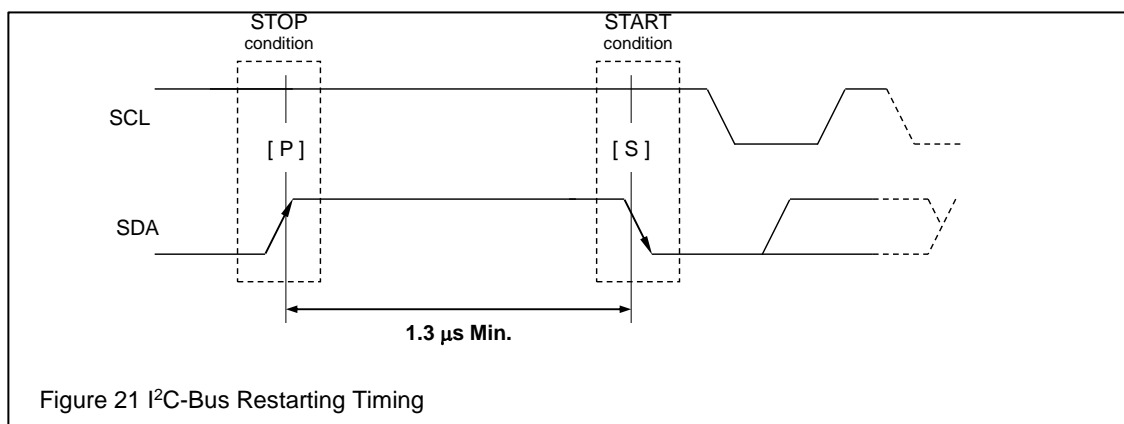 STOP
condition
START
condition
SCL
[ P ]
[ S ]
SDA
1.3 μs Min.
Figure 21 I²C-Bus Restarting Timing